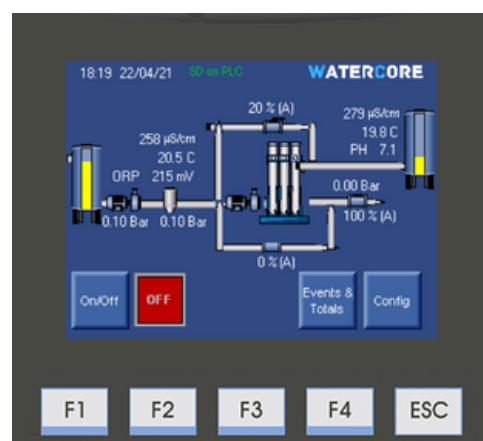 18:19 22/04/21 SD on PLC WATERCORE
20 % (A)
279 µS/cm
19.8 C
PH 7.1
258 µS/cm
20.5 C
ORP 215 mV
0.10 Bar 0.10 Bar
0.00 Bar
100 % (A)
0 % (A)
On/Off OFF Events & Totals Config
F1 F2 F3 F4 ESC